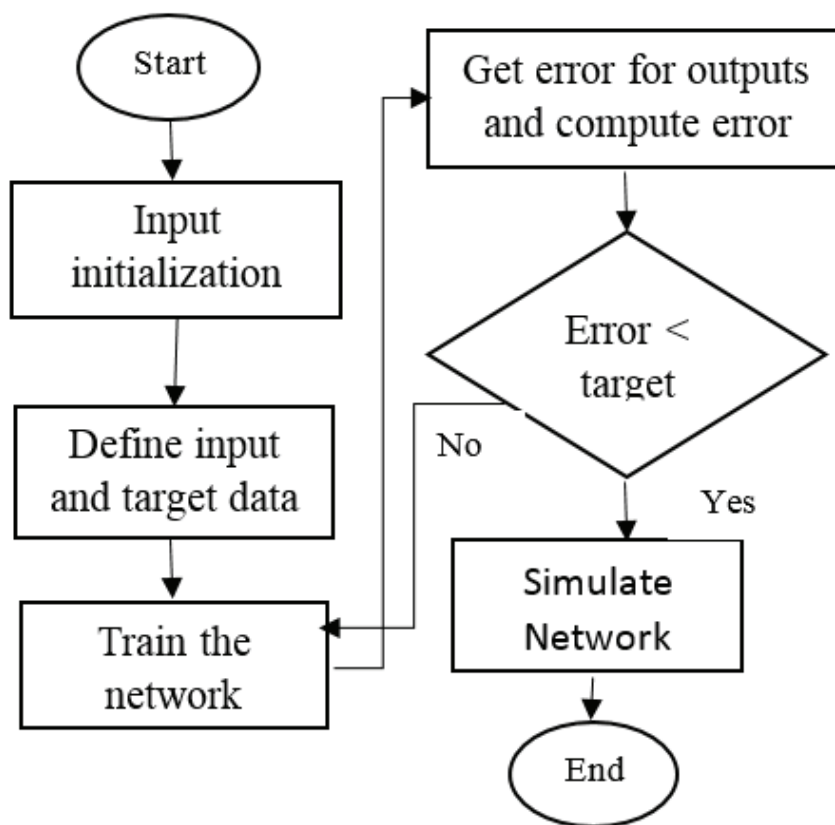 Start
Input
initialization
Define input
and target data
Train the
network
Get error for outputs
and compute error
Error <
target
No
Yes
Simulate
Network
End